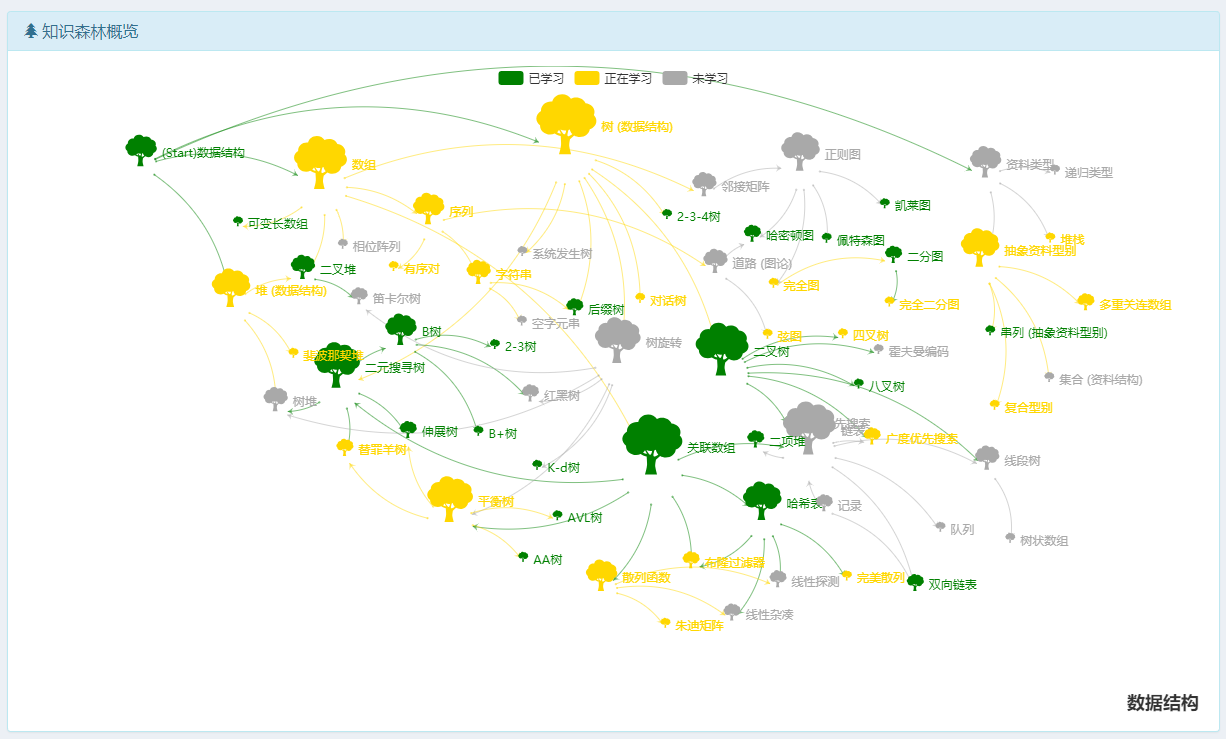 知识森林概览
已学习
正在学习
未学习
树 (数据结构)
(Start)数据结构
数组
正则图
资料类型
递归类型
邻接矩阵
序列
2-3-4树
凯莱图
可变长数组
哈密顿图
佩特森图
堆栈
相位阵列
系统发生树
抽象资料型别
二分图
二叉堆
有序对
字符串
道路 (图论)
堆 (数据结构)
笛卡尔树
对话树
完全图
后缀树
完全二分图
多重关连数组
空字元串
B树
弦图
四叉树
串列 (抽象资料型别)
2-3树
树旋转
二叉树
霍夫曼编码
斐波那契堆
二元搜寻树
八叉树
集合 (资料结构)
树堆
红黑树
复合型别
先搜索
链表
伸展树
B+树
二项堆
广度优先搜索
替罪羊树
关联数组
线段树
K-d树
平衡树
哈希表
记录
AVL树
队列
树状数组
AA树
布隆过滤器
散列函数
线性探测
完美散列
双向链表
线性杂凑
朱迪矩阵
数据结构